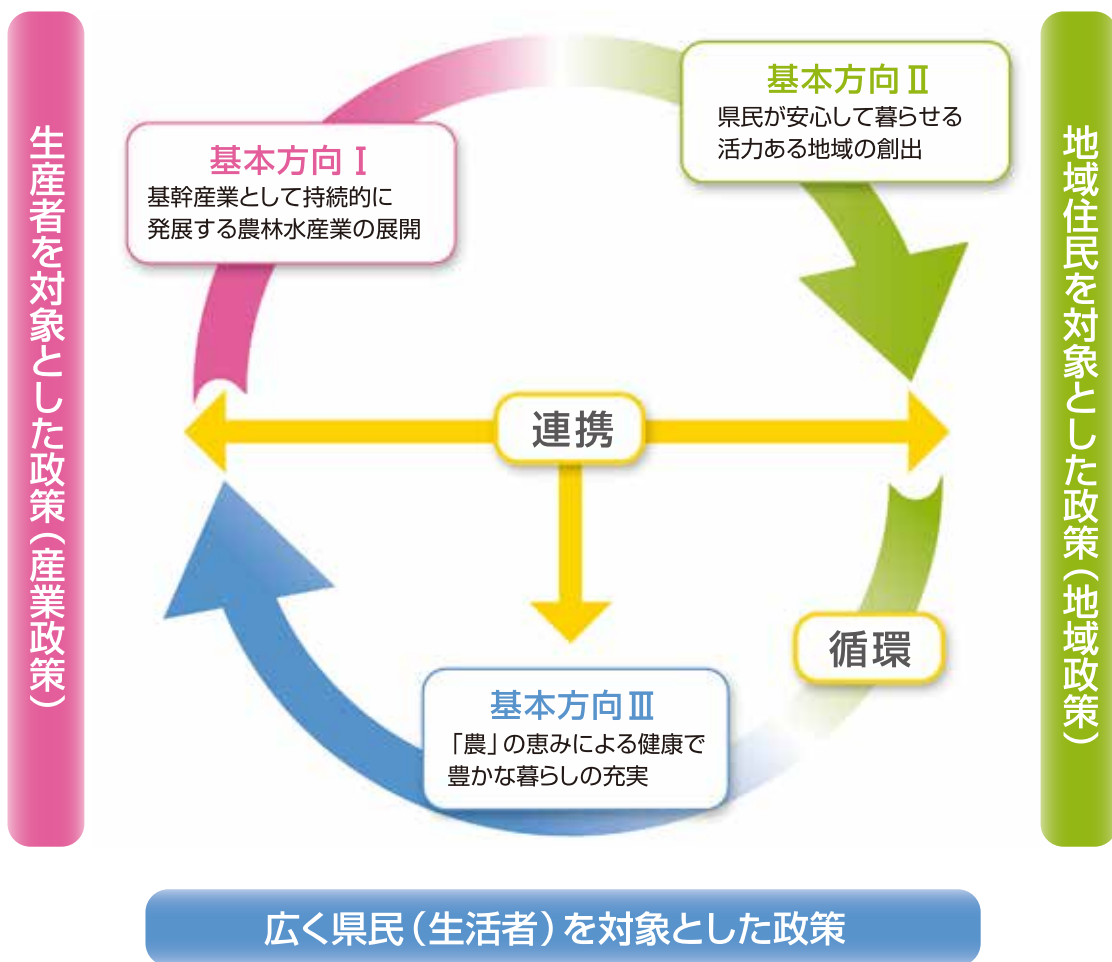 生産者を対象とした政策（産業政策）
基本方向Ⅰ
基幹産業として持続的に
発展する農林水産業の展開
基本方向Ⅱ
県民が安心して暮らせる
活力ある地域の創出
地域住民を対象とした政策（地域政策）
連携
循環
基本方向Ⅲ
「農」の恵みによる健康で
豊かな暮らしの充実
広く県民（生活者）を対象とした政策